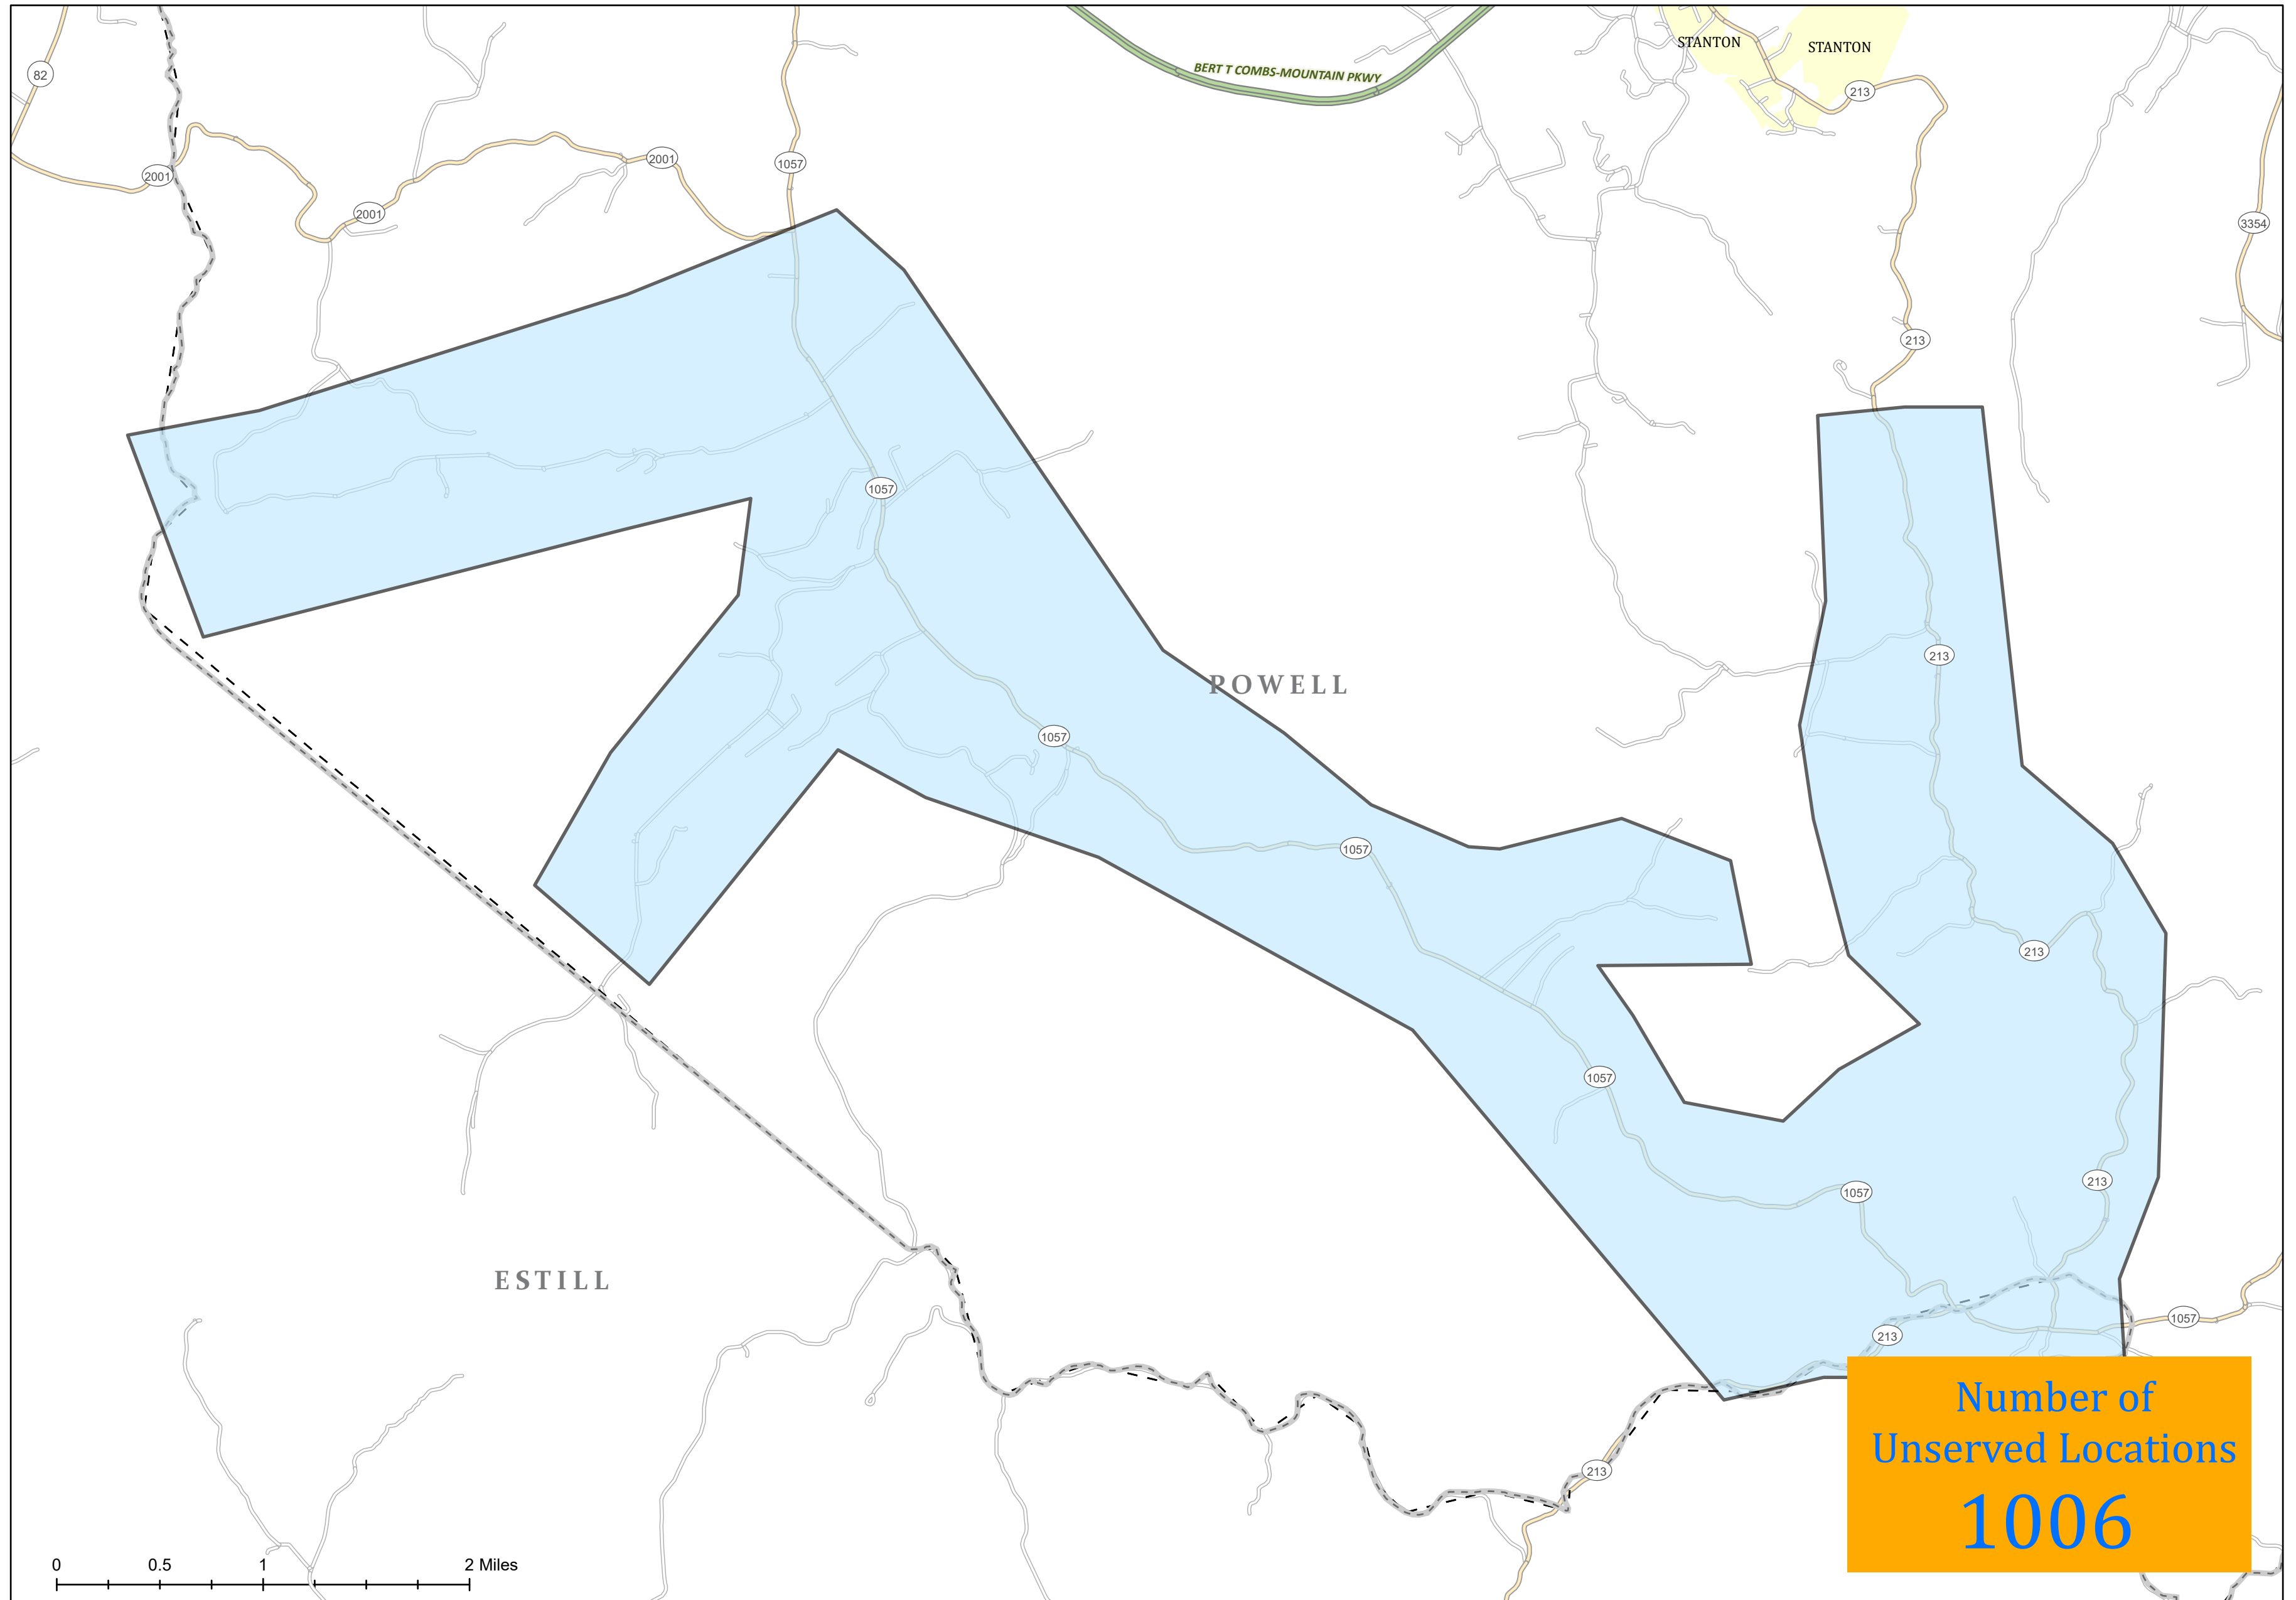 STANTON
STANTON
BERT T COMBS-MOUNTAIN PKWY
82
213
2001
1057
2001
2001
3354
213
1057
213
POWELL
1057
1057
213
1057
213
1057
ESTILL
1057
213
213
Number of
Unserved Locations
1006
0 0.5 1 2 Miles